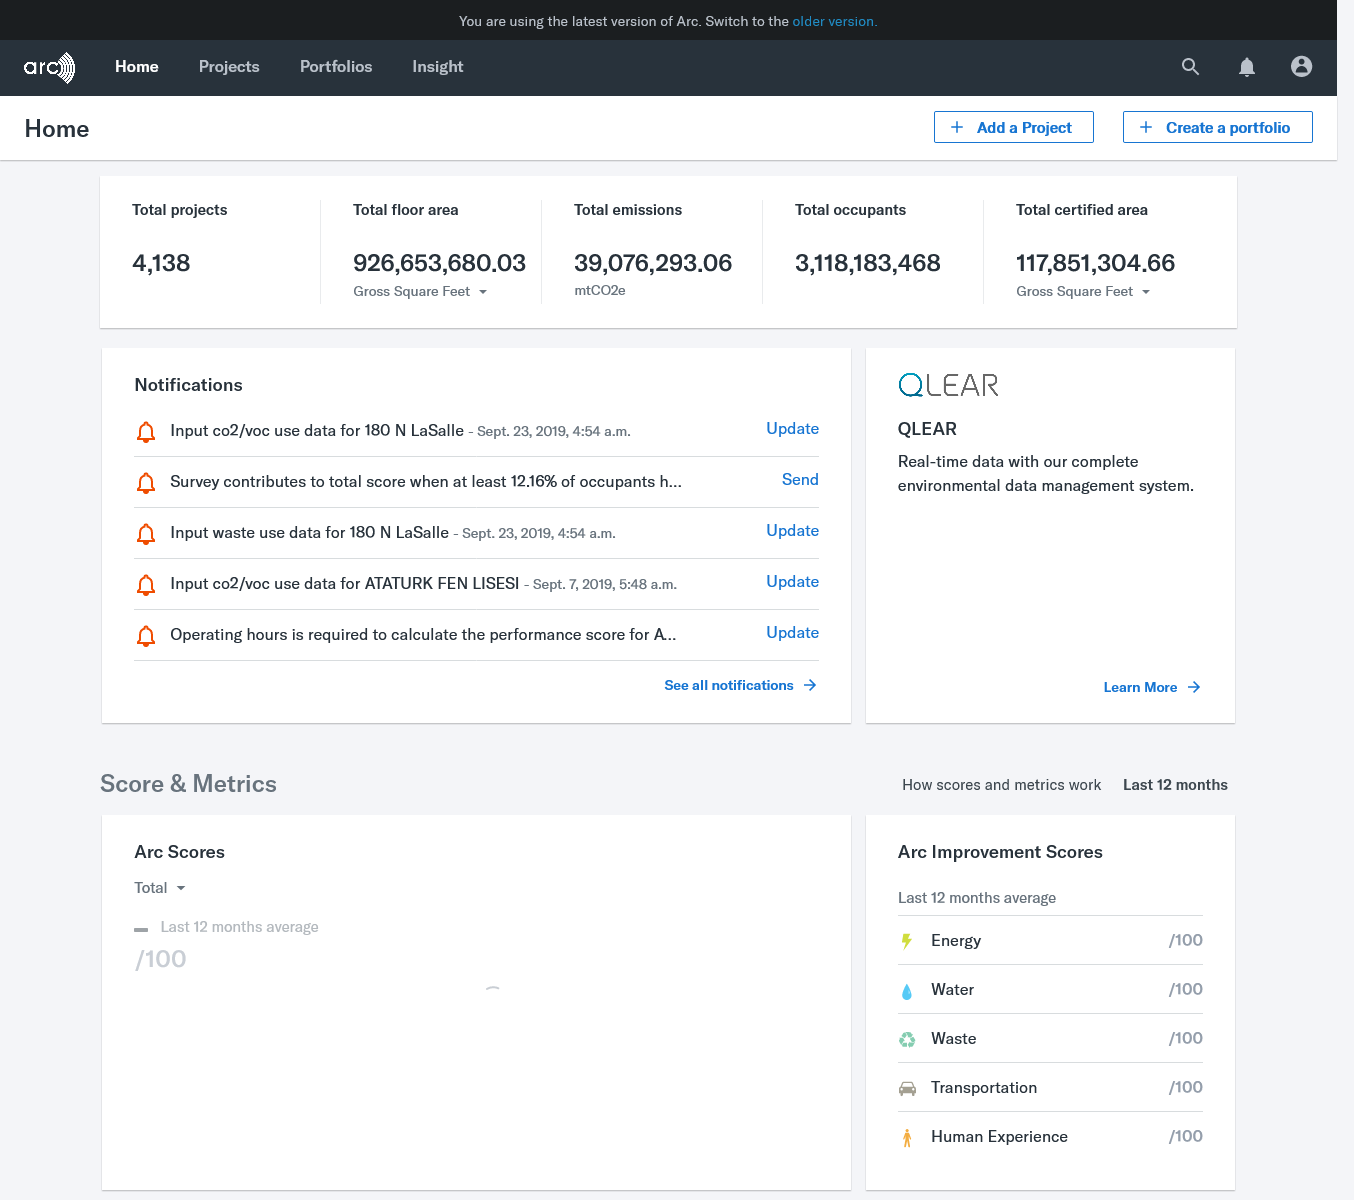 You are using the latest version of Arc. Switch to the older version.
arc Home Projects Portfolios Insight
Home
+ Add a Project
+ Create a portfolio
Total projects
4,138
Total floor area
926,653,680.03
Gross Square Feet
Total emissions
39,076,293.06
mtCO2e
Total occupants
3,118,183,468
Total certified area
117,851,304.66
Gross Square Feet
Notifications
Input co2/voc use data for 180 N LaSalle - Sept. 23, 2019, 4:54 a.m. Update
Survey contributes to total score when at least 12.16% of occupants h... Send
Input waste use data for 180 N LaSalle - Sept. 23, 2019, 4:54 a.m. Update
Input co2/voc use data for ATATURK FEN LISESI - Sept. 7, 2019, 5:48 a.m. Update
Operating hours is required to calculate the performance score for A... Update
See all notifications
QLEAR
QLEAR
Real-time data with our complete
environmental data management system.
Learn More
Score & Metrics
How scores and metrics work Last 12 months
Arc Scores
Total
Last 12 months average
/100
Arc Improvement Scores
Last 12 months average
Energy /100
Water /100
Waste /100
Transportation /100
Human Experience /100